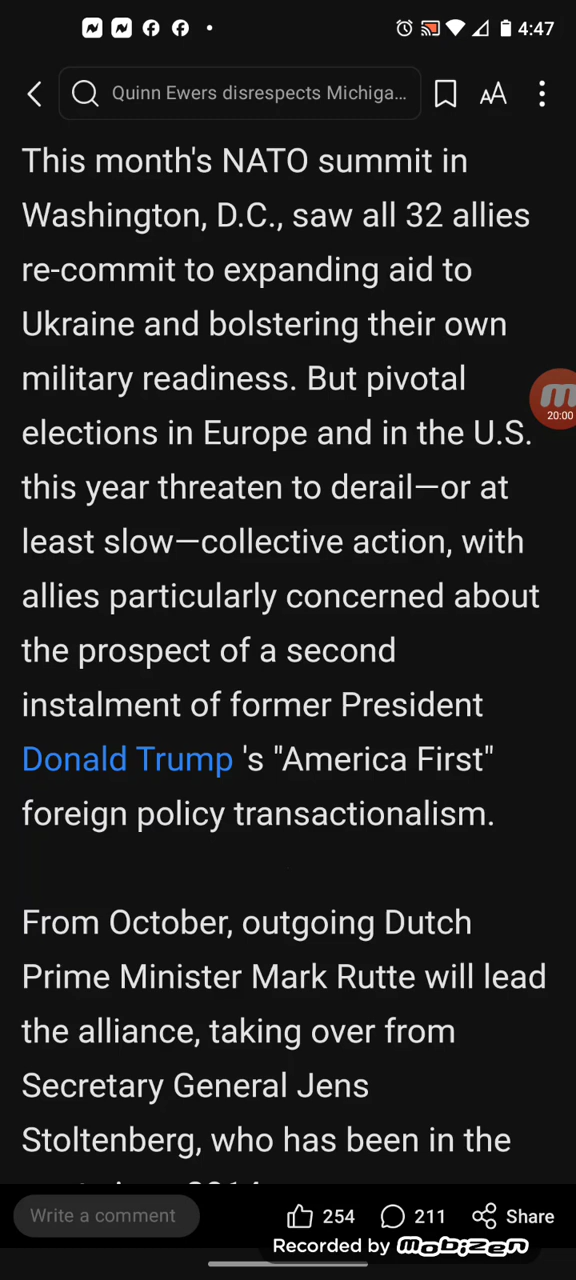 4:47
Quinn Ewers disrespects Michiga...
AA
This month's NATO summit in
Washington, D.C., saw all 32 allies
re-commit to expanding aid to
Ukraine and bolstering their own
military readiness. But pivotal
m
20:00
elections in Europe and in the U.S.
this year threaten to derail—or at
least slow—collective action, with
allies particularly concerned about
the prospect of a second
instalment of former President
Donald Trump 's "America First"
foreign policy transactionalism.
From October, outgoing Dutch
Prime Minister Mark Rutte will lead
the alliance, taking over from
Secretary General Jens
Stoltenberg, who has been in the
Write a comment
254
211
Share
Recorded by mobizen